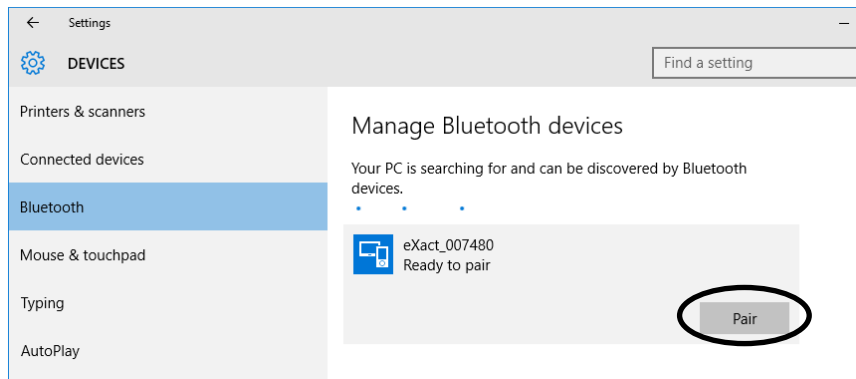 Settings
DEVICES
Find a setting
Printers & scanners
Connected devices
Bluetooth
Mouse & touchpad
Typing
AutoPlay
Manage Bluetooth devices
Your PC is searching for and can be discovered by Bluetooth
devices.
eXact_007480
Ready to pair
Pair